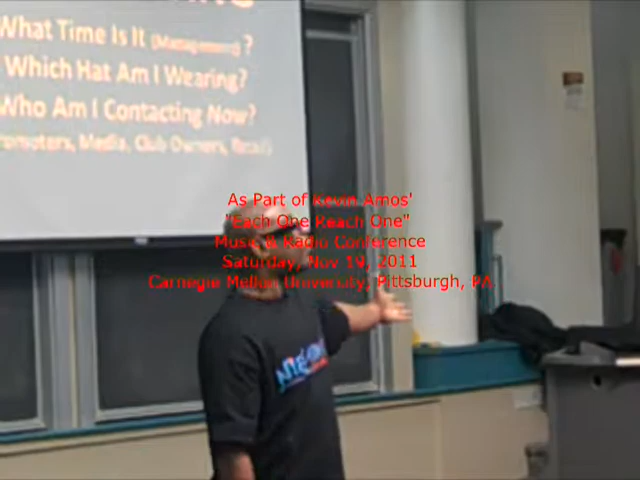 What Time Is It (Management)?
Which Hat Am I Wearing?
Who Am I Contacting Now?
Promoters, Media, Club Owners, Retail)
As Part of Kevin Amos'
"Each One Reach One"
Music & Radio Conference
Saturday, Nov 19, 2011
Carnegie Mellon University, Pittsburgh, PA